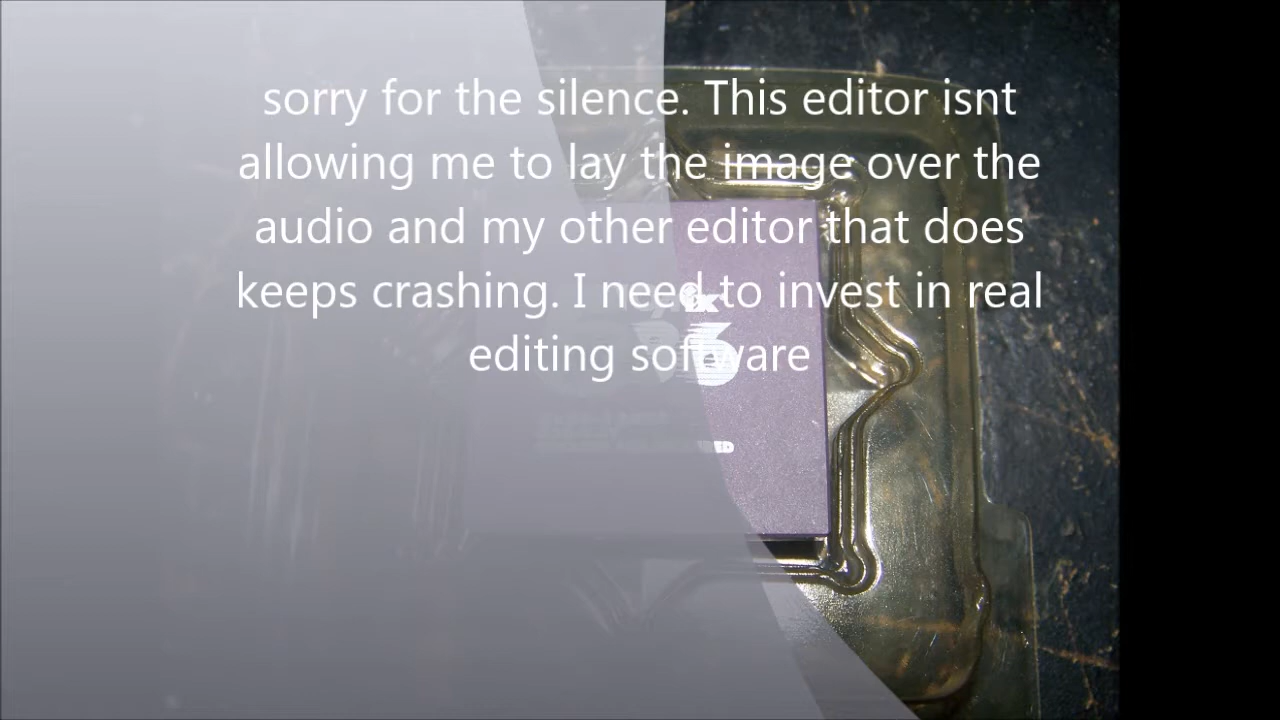 sorry for the silence. This editor isnt
allowing me to lay the image over the
audio and my other editor that does
keeps crashing. I need to invest in real
editing software